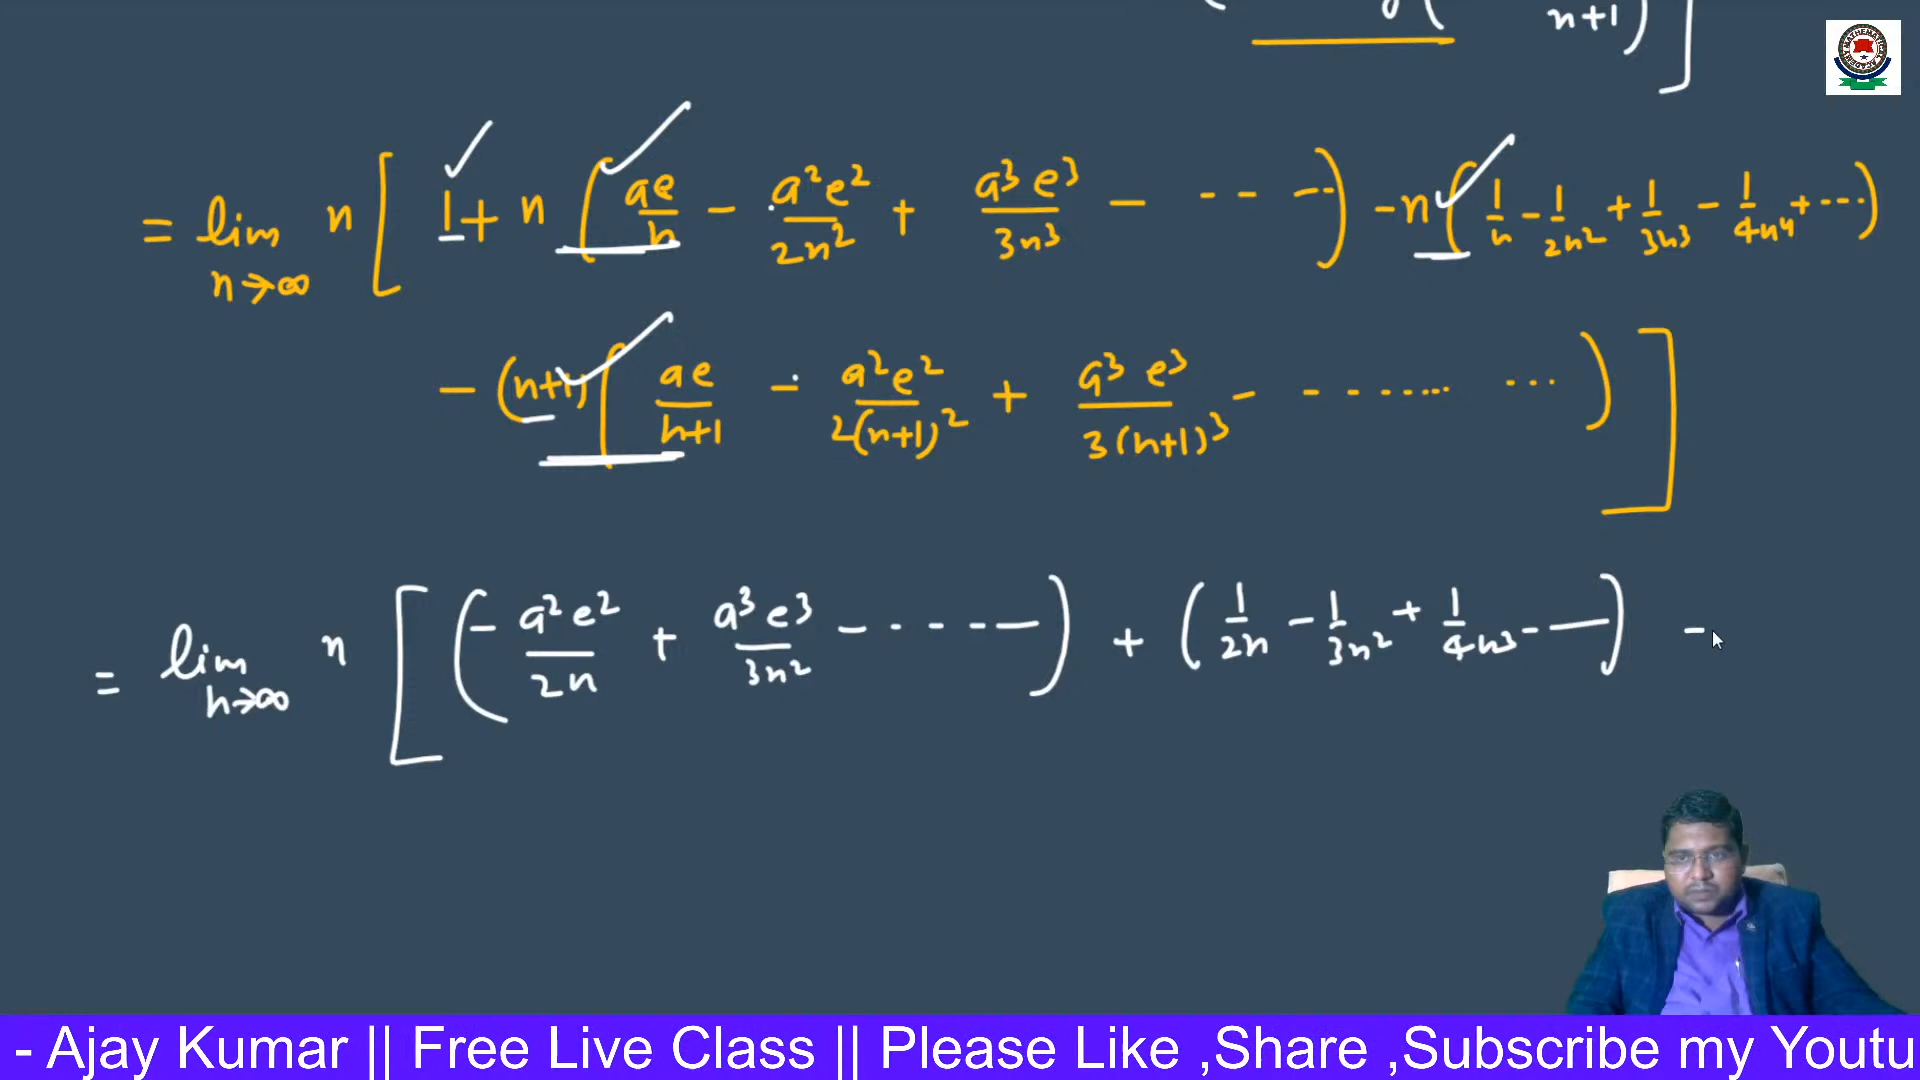 n+1)]
= lim n→∞ n [ 1 + n ( ae/n - a²e²/2n² + a³e³/3n³ - - - - - ) - n ( 1/n - 1/2n² + 1/3n³ - 1/4n⁴ + ... )
- (n+1) ( ae/n+1 - a²e²/2(n+1)² + a³e³/3(n+1)³ - - - - ..... ... ) ]
= lim n→∞ n [ ( - a²e²/2n + a³e³/3n² - - - - - ) + ( 1/2n - 1/3n² + 1/4n³ - — ) -
- Ajay Kumar || Free Live Class || Please Like ,Share ,Subscribe my Youtu